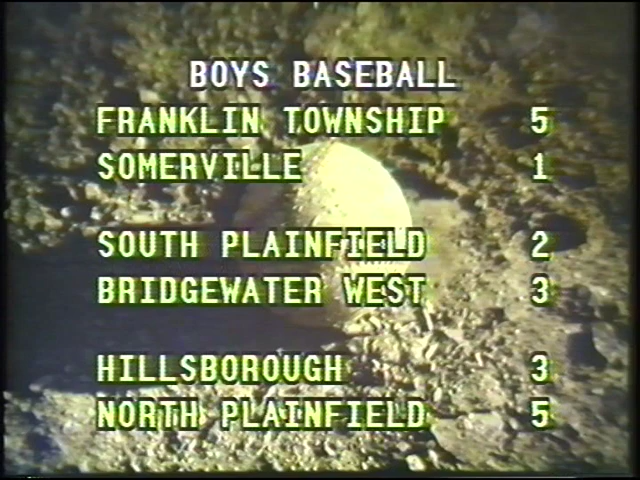 BOYS BASEBALL
FRANKLIN TOWNSHIP 5
SOMERVILLE 1
SOUTH PLAINFIELD 2
BRIDGEWATER WEST 3
HILLSBOROUGH 3
NORTH PLAINFIELD 5